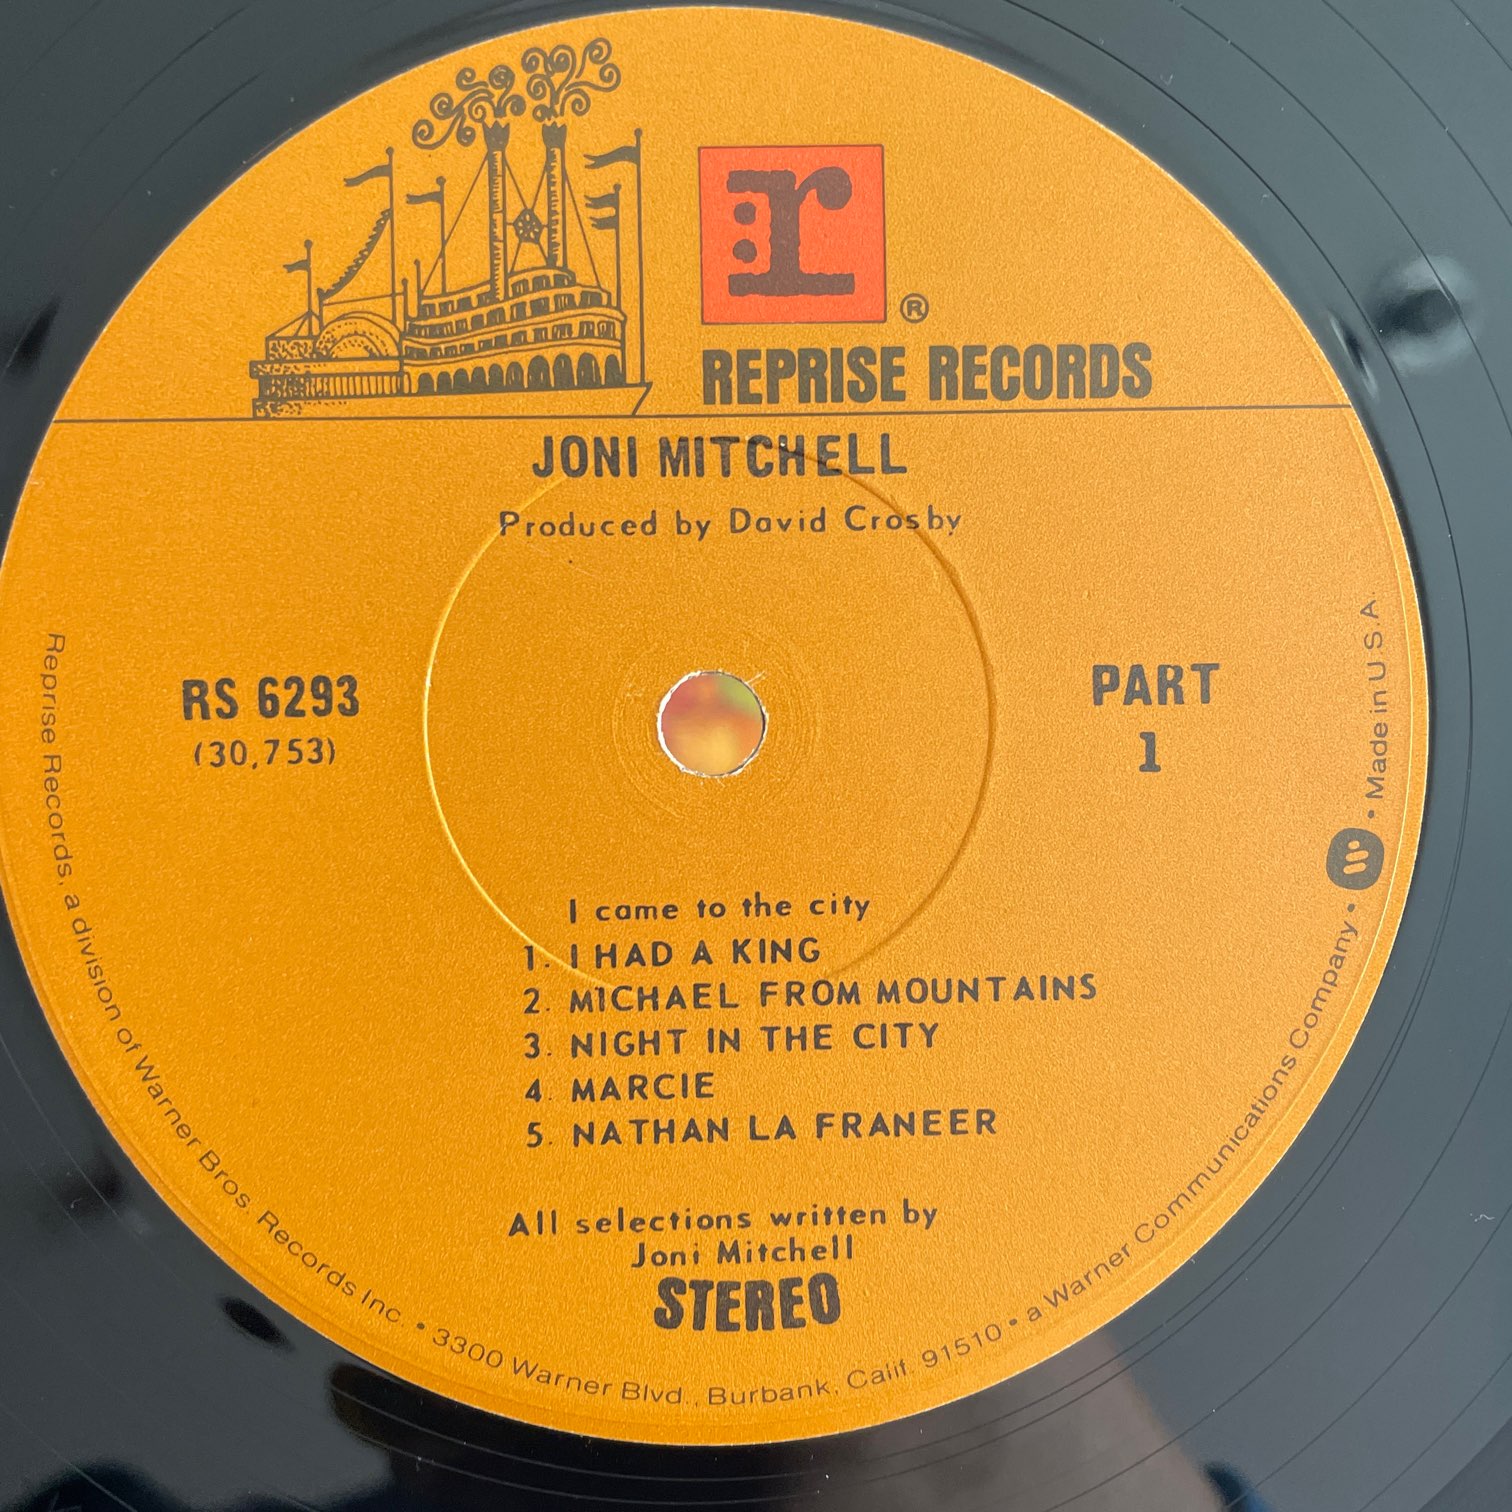 r
®
REPRISE RECORDS
JONI MITCHELL
Produced by David Crosby
RS 6293
(30,753)
PART
1
I came to the city
1. I HAD A KING
2. MICHAEL FROM MOUNTAINS
3. NIGHT IN THE CITY
4. MARCIE
5. NATHAN LA FRANEER
All selections written by
Joni Mitchell
STEREO
Reprise Records, a division of Warner Bros. Records Inc. • 3300 Warner Blvd., Burbank, Calif. 91510 • a Warner Communications Company • W • Made in U.S.A.